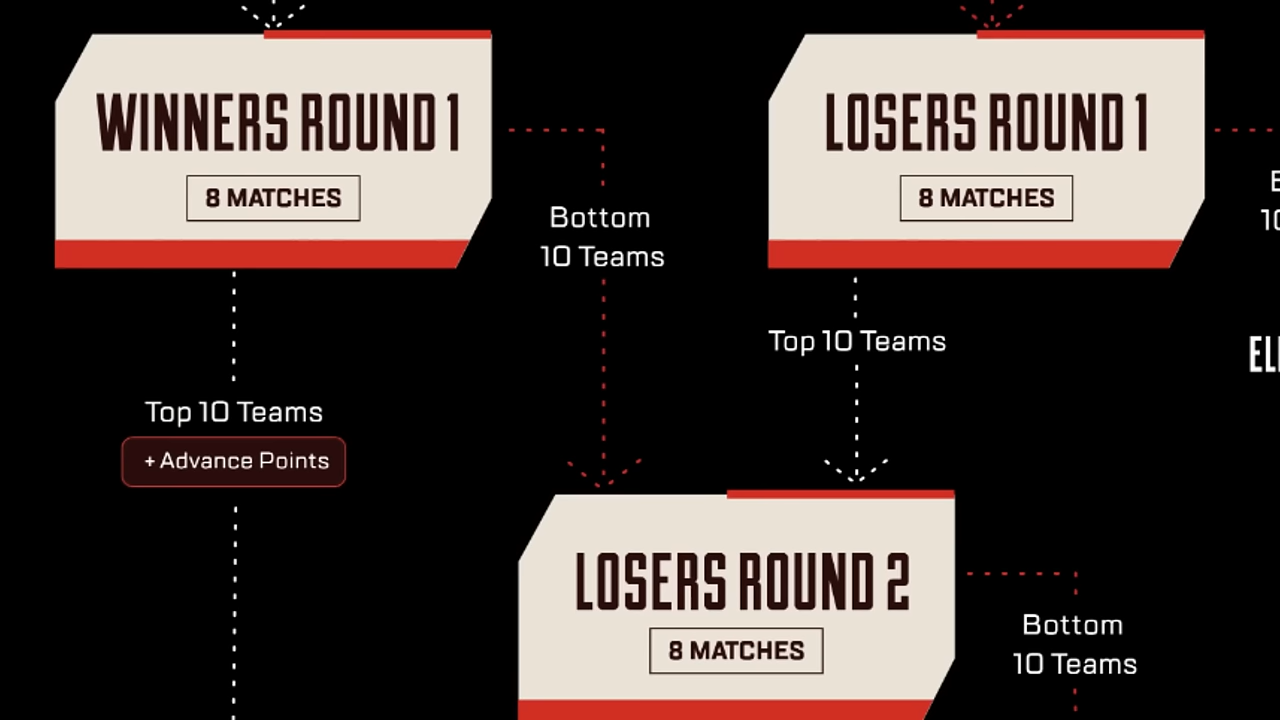 WINNERS ROUND 1
8 MATCHES
Bottom
10 Teams
Top 10 Teams
+ Advance Points
LOSERS ROUND 1
8 MATCHES
Top 10 Teams
LOSERS ROUND 2
8 MATCHES
Bottom
10 Teams